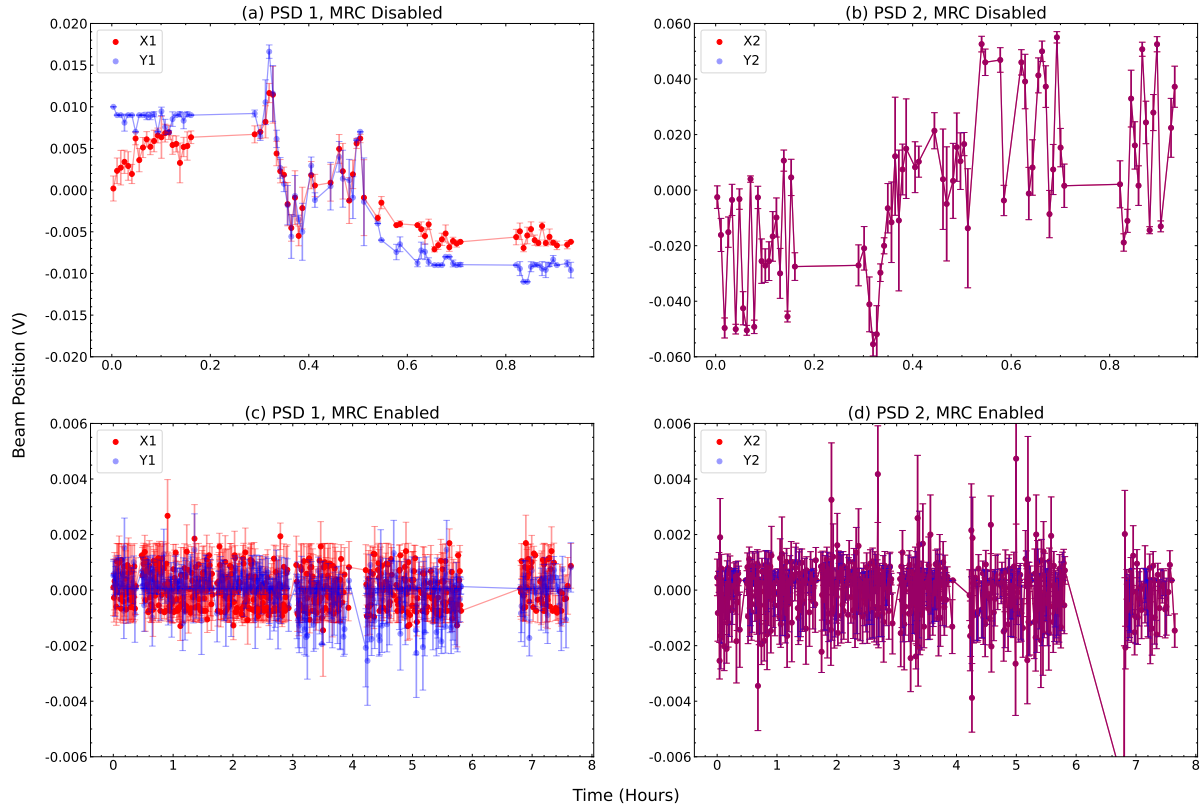 (a) PSD 1, MRC Disabled
(b) PSD 2, MRC Disabled
0.020
0.015
0.010
0.005
0.000
-0.005
-0.010
-0.015
-0.020
X1
Y1
0.0 0.2 0.4 0.6 0.8
0.060
0.040
0.020
0.000
-0.020
-0.040
-0.060
X2
Y2
0.0 0.2 0.4 0.6 0.8
Beam Position (V)
(c) PSD 1, MRC Enabled
(d) PSD 2, MRC Enabled
0.006
0.004
0.002
0.000
-0.002
-0.004
-0.006
X1
Y1
0 1 2 3 4 5 6 7 8
0.006
0.004
0.002
0.000
-0.002
-0.004
-0.006
X2
Y2
0 1 2 3 4 5 6 7 8
Time (Hours)